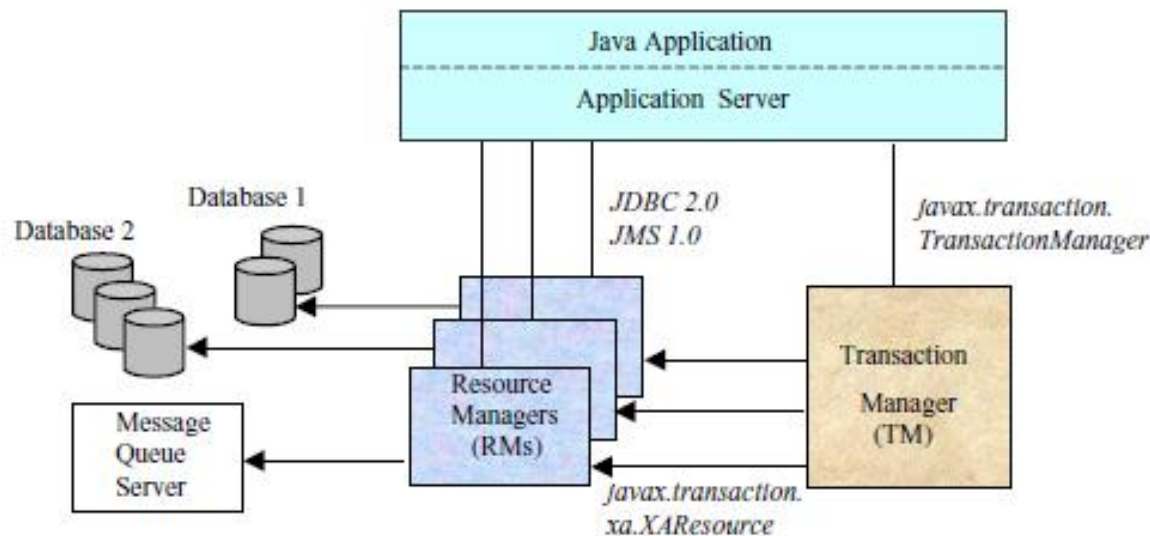 Java Application
Application Server
Database 1
Database 2
JDBC 2.0
JMS 1.0
javax.transaction.
TransactionManager
Resource
Managers
(RMs)
Transaction
Manager
(TM)
Message
Queue
Server
javax.transaction.
xa.XAResource